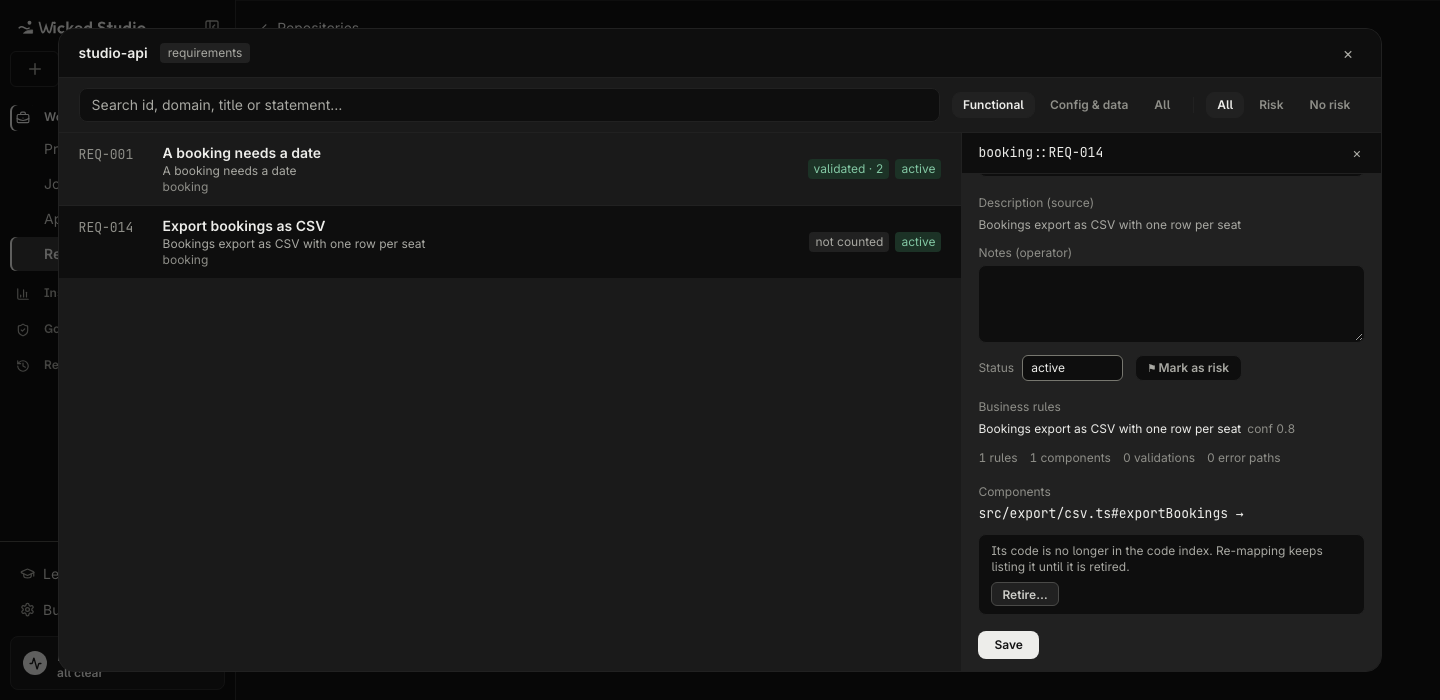 Wicked Studio
Repositories
studio-api
requirements
×
Search id, domain, title or statement...
Functional
Config & data
All
All
Risk
No risk
REQ-001
A booking needs a date
A booking needs a date
booking
validated · 2
active
REQ-014
Export bookings as CSV
Bookings export as CSV with one row per seat
booking
not counted
active
booking::REQ-014
×
Description (source)
Bookings export as CSV with one row per seat
Notes (operator)
Status
active
⚑ Mark as risk
Business rules
Bookings export as CSV with one row per seat conf 0.8
1 rules 1 components 0 validations 0 error paths
Components
src/export/csv.ts#exportBookings →
Its code is no longer in the code index. Re-mapping keeps
listing it until it is retired.
Retire...
Save
all clear